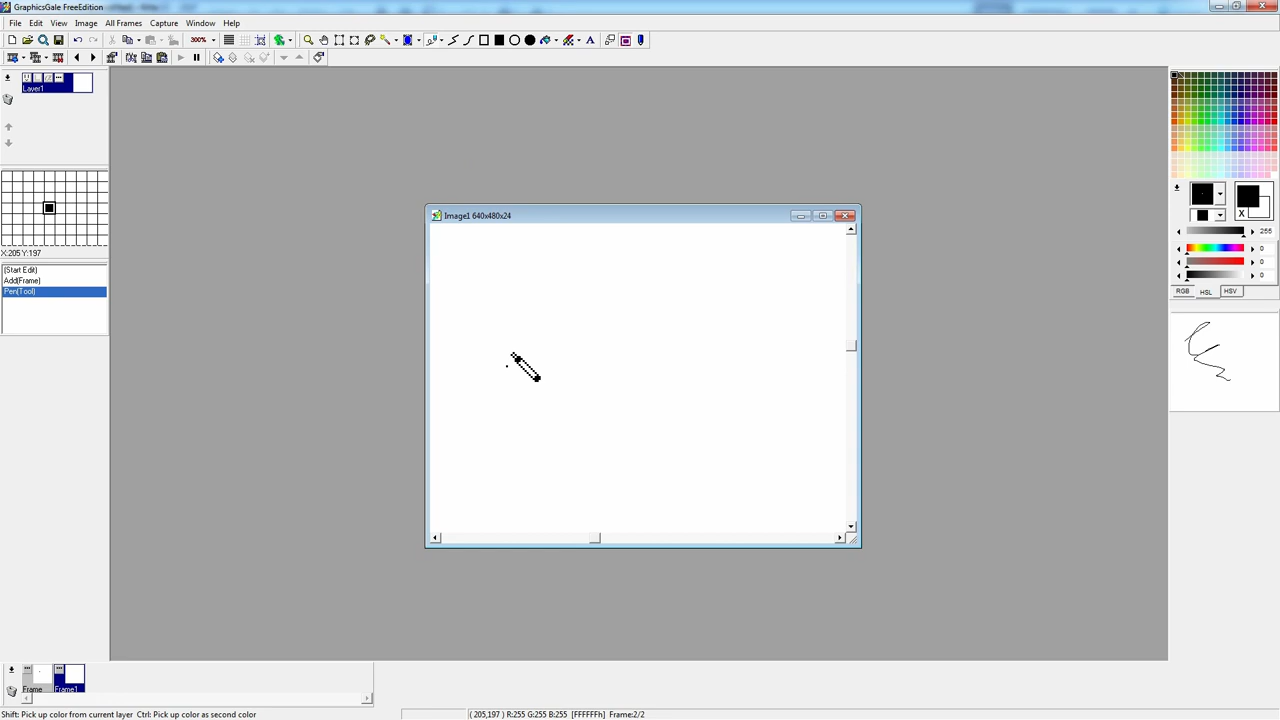 GraphicsGale FreeEdition
File Edit View Image All Frames Capture Window Help
300%
A
Layer1
Image1 640x480x24
X:205 Y:197
(Start Edit)
Add(Frame)
Pen(Tool)
X
255
0
0
0
RGB HSL HSV
Frame Frame1
Shift: Pick up color from current layer Ctrl: Pick up color as second color
( 205,197 ) R:255 G:255 B:255 [FFFFFFh] Frame:2/2